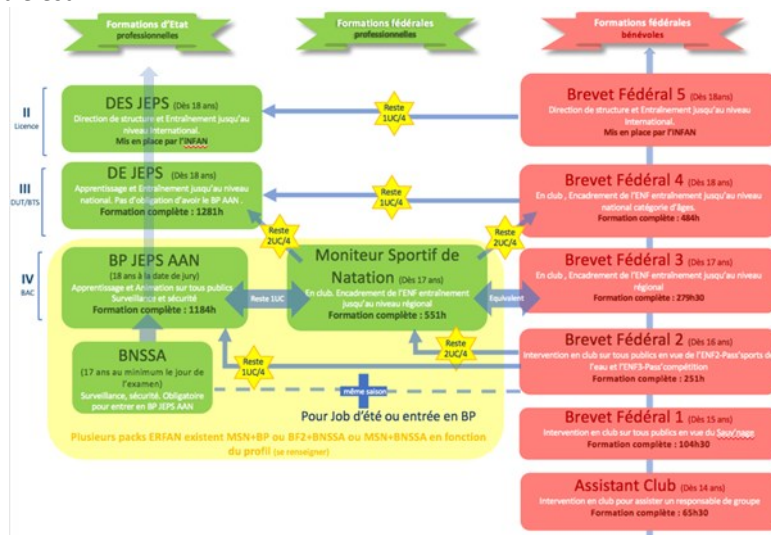 Formations d'Etat
professionnelles
Formations fédérales
professionnelles
Formations fédérales
bénévoles
II
Licence
DES JEPS (Dès 18 ans)
Direction de structure et Entraînement jusqu'au
niveau International.
Mis en place par l'INFAN
Reste
1UC/4
Brevet Fédéral 5 (Dès 18ans)
Direction de structure et Entraînement jusqu'au niveau
International.
Mis en place par l'INFAN
III
DUT/BTS
DE JEPS (Dès 18 ans)
Apprentissage et Entraînement jusqu'au niveau
national. Pas d'obligation d'avoir le BP AAN .
Formation complète : 1281h
Reste
1UC/4
Brevet Fédéral 4 (Dès 18 ans)
En club , Encadrement de l'ENF entraînement jusqu'au niveau
national catégorie d'âges.
Formation complète : 484h
Reste
2UC/4
Reste
2UC/4
IV
BAC
BP JEPS AAN
(18 ans à la date de jury)
Apprentissage et Animation sur tous publics
Surveillance et sécurité
Formation complète : 1184h
Reste 1UC
Moniteur Sportif de
Natation (Dès 17 ans)
En club. Encadrement de l'ENF entraînement
jusqu'au niveau régional
Formation complète : 551h
Equivalent
Brevet Fédéral 3 (Dès 17 ans)
En club , Encadrement de l'ENF entraînement jusqu'au niveau
régional
Formation complète : 279h30
BNSSA
(17 ans au minimum le jour de
l'examen)
Surveillance, sécurité. Obligatoire
pour entrer en BP JEPS AAN
Reste
1UC/4
Reste
2UC/4
Brevet Fédéral 2 (Dès 16 ans)
Intervention en club sur tous publics en vue de l'ENF2-Pass'sports de
l'eau et l'ENF3-Pass'compétition
Formation complète : 251h
même saison
Pour Job d'été ou entrée en BP
Plusieurs packs ERFAN existent MSN+BP ou BF2+BNSSA ou MSN+BNSSA en fonction
du profil (se renseigner)
Brevet Fédéral 1 (Dès 15 ans)
Intervention en club sur tous publics en vue du Sauv'nage
Formation complète : 104h30
Assistant Club (Dès 14 ans)
Intervention en club pour assister un responsable de groupe
Formation complète : 65h30